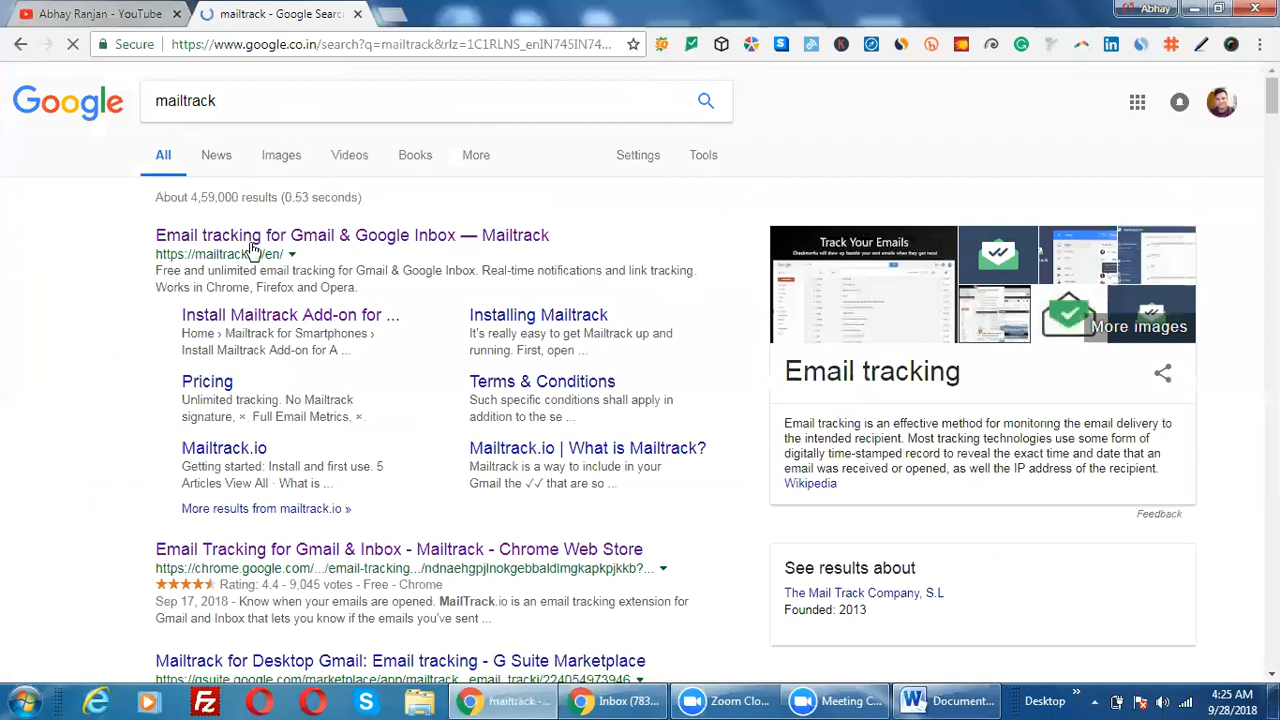 Abhay Ranjan - YouTube
mailtrack - Google Searc
Abhay
Secure
https://www.google.co.in/search?q=mailtrack&rlz=1C1RLNS_enIN745IN74...
Google
mailtrack
All
News
Images
Videos
Books
More
Settings
Tools
About 4,59,000 results (0.53 seconds)
Email tracking for Gmail & Google Inbox — Mailtrack
https://mailtrack en/
Free and unlimited email tracking for Gmail & Google Inbox. Real-time notifications and link tracking.
Works in Chrome, Firefox and Opera.
Install Mailtrack Add-on for ...
Home › Mailtrack for Smartphones ›
Install Mailtrack Add-on for A ...
Installing Mailtrack
It's really easy to get Mailtrack up and
running. First, open ...
Pricing
Unlimited tracking. No Mailtrack
signature, × Full Email Metrics, ×.
Terms & Conditions
Such specific conditions shall apply in
addition to the se ...
Mailtrack.io
Getting started: Install and first use. 5
Articles View All · What is ...
Mailtrack.io | What is Mailtrack?
Mailtrack is a way to include in your
Gmail the ✓✓ that are so ...
More results from mailtrack.io »
Email Tracking for Gmail & Inbox - Mailtrack - Chrome Web Store
https://chrome.google.com/.../email-tracking.../ndnaehgpjlnokgebbaldlmgkapkpjkkb?...
Rating: 4.4 - 9,045 votes - Free - Chrome
Sep 17, 2018 - Know when your emails are opened. MailTrack.io is an email tracking extension for
Gmail and Inbox that lets you know if the emails you've sent ...
Mailtrack for Desktop Gmail: Email tracking - G Suite Marketplace
https://gsuite.google.com/marketplace/app/mailtrack_email_tracki/224054973946
Track Your Emails
More images
Email tracking
Email tracking is an effective method for monitoring the email delivery to
the intended recipient. Most tracking technologies use some form of
digitally time-stamped record to reveal the exact time and date that an
email was received or opened, as well the IP address of the recipient.
Wikipedia
Feedback
See results about
The Mail Track Company, S.L
Founded: 2013
mailtrack -...
Inbox (783...
Zoom Clo...
Meeting C...
Document...
Desktop
4:25 AM
9/28/2018